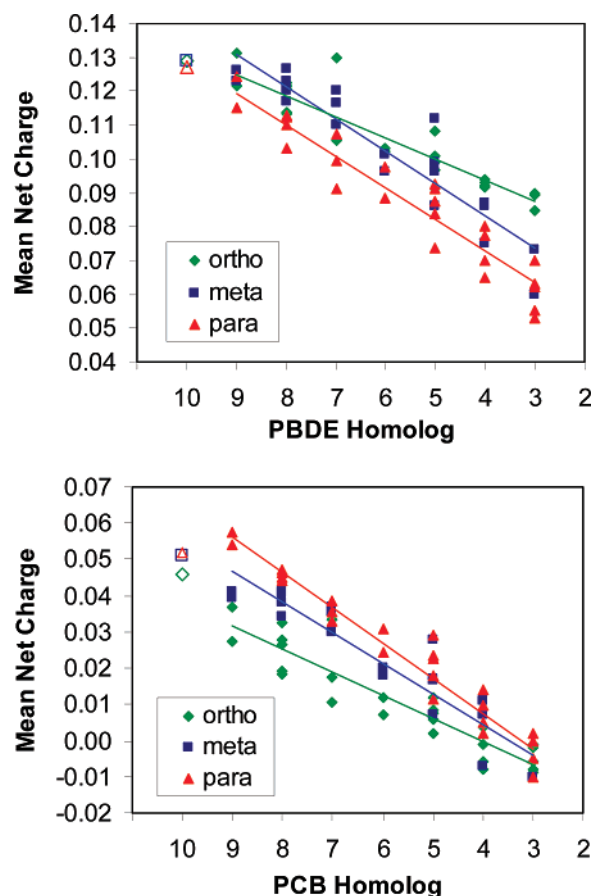 0.14
0.13
0.12
0.11
0.10
0.09
0.08
0.07
0.06
0.05
0.04
Mean Net Charge
ortho
meta
para
10 9 8 7 6 5 4 3 2
PBDE Homolog
0.07
0.06
0.05
0.04
0.03
0.02
0.01
0.00
-0.01
-0.02
Mean Net Charge
ortho
meta
para
10 9 8 7 6 5 4 3 2
PCB Homolog